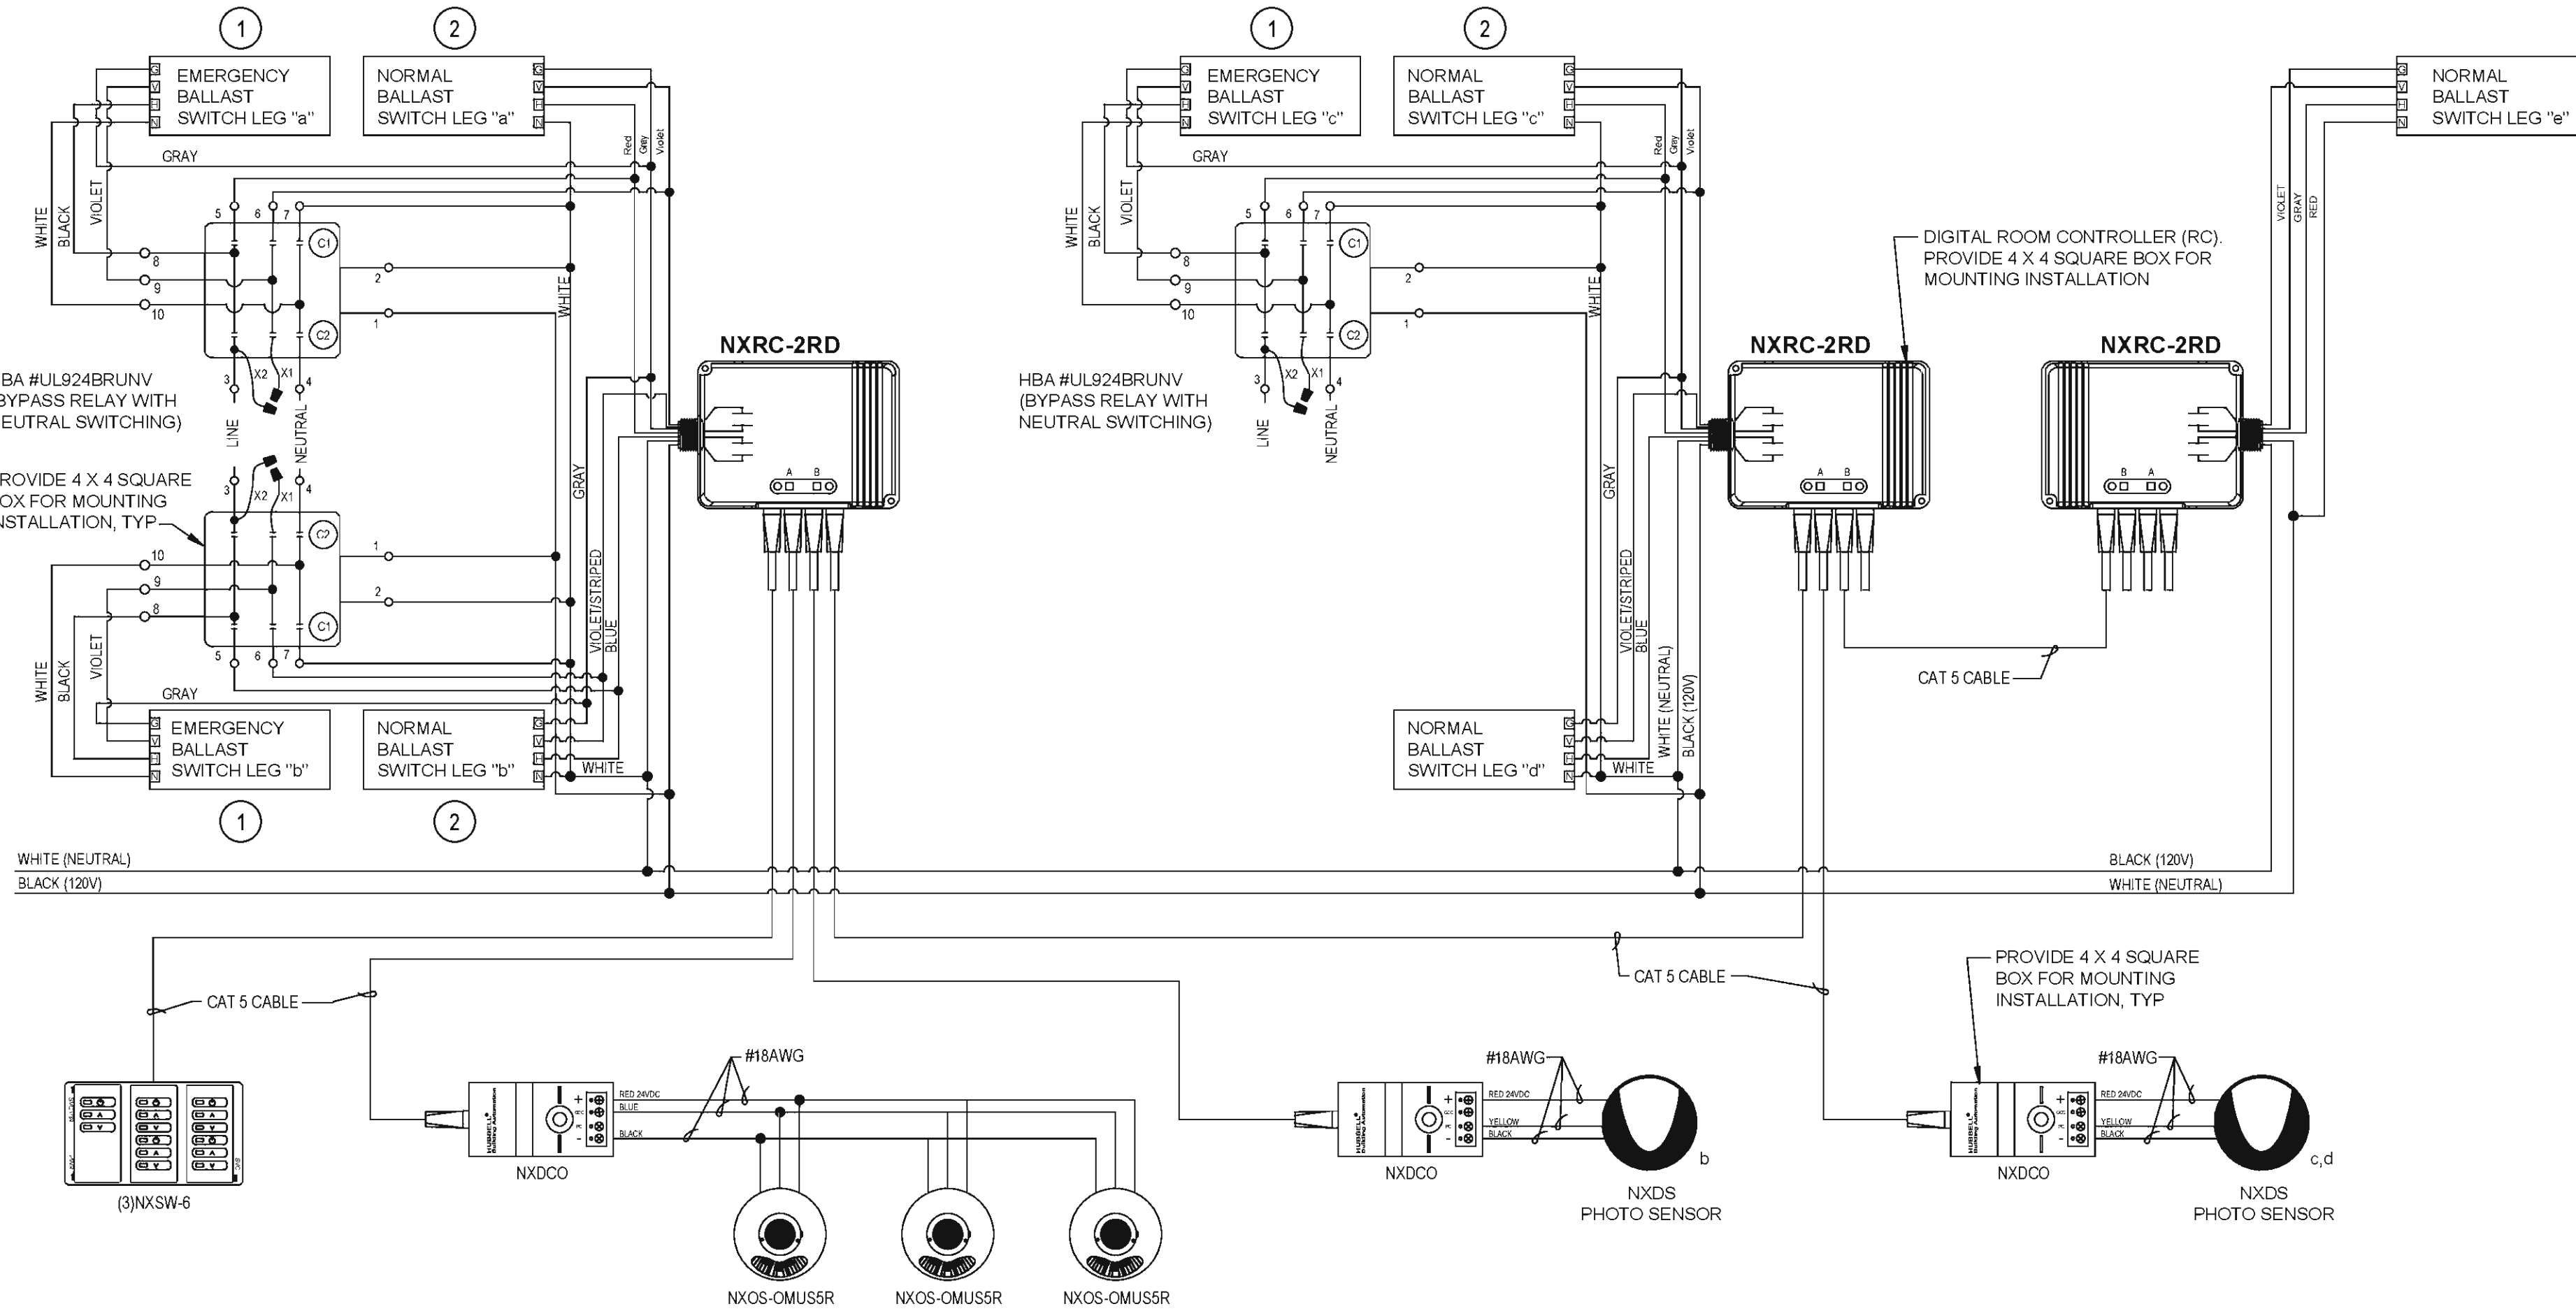 1
2
1
2
G
V
H
N
EMERGENCY
BALLAST
SWITCH LEG "a"
NORMAL
BALLAST
SWITCH LEG "a"
G
V
H
N
GRAY
Red
Gray
Violet
WHITE
BLACK
VIOLET
5
6
7
C1
8
9
10
C2
2
1
WHITE
3
X2
X1
4
BA #UL924BRUNV
BYPASS RELAY WITH
EUTRAL SWITCHING)
LINE
NEUTRAL
ROVIDE 4 X 4 SQUARE
OX FOR MOUNTING
NSTALLATION, TYP
3
X2
X1
4
C2
10
9
8
C1
1
2
5
6
7
WHITE
BLACK
VIOLET
GRAY
GRAY
VIOLET/STRIPED
BLUE
G
V
H
N
EMERGENCY
BALLAST
SWITCH LEG "b"
NORMAL
BALLAST
SWITCH LEG "b"
G
V
H
N
WHITE
1
2
NXRC-2RD
A B
G
V
H
N
EMERGENCY
BALLAST
SWITCH LEG "c"
NORMAL
BALLAST
SWITCH LEG "c"
G
V
H
N
GRAY
Red
Gray
Violet
WHITE
BLACK
VIOLET
5
6
7
C1
8
9
10
C2
2
1
WHITE
3
X2
X1
4
HBA #UL924BRUNV
(BYPASS RELAY WITH
NEUTRAL SWITCHING)
LINE
NEUTRAL
GRAY
VIOLET/STRIPED
BLUE
WHITE (NEUTRAL)
BLACK (120V)
NORMAL
BALLAST
SWITCH LEG "d"
G
V
H
N
WHITE
NXRC-2RD
A B
DIGITAL ROOM CONTROLLER (RC).
PROVIDE 4 X 4 SQUARE BOX FOR
MOUNTING INSTALLATION
NXRC-2RD
B A
VIOLET
GRAY
RED
G
V
H
N
NORMAL
BALLAST
SWITCH LEG "e"
CAT 5 CABLE
WHITE (NEUTRAL)
BLACK (120V)
BLACK (120V)
WHITE (NEUTRAL)
CAT 5 CABLE
CAT 5 CABLE
PROVIDE 4 X 4 SQUARE
BOX FOR MOUNTING
INSTALLATION, TYP
(3)NXSW-6
HUBBELL®
Building Automation
+
-
RED 24VDC
BLUE
BLACK
#18AWG
NXDCO
NXOS-OMUS5R
NXOS-OMUS5R
NXOS-OMUS5R
HUBBELL®
Building Automation
+
-
RED 24VDC
YELLOW
BLACK
#18AWG
NXDCO
b
NXDS
PHOTO SENSOR
HUBBELL®
Building Automation
+
-
RED 24VDC
YELLOW
BLACK
#18AWG
NXDCO
c,d
NXDS
PHOTO SENSOR